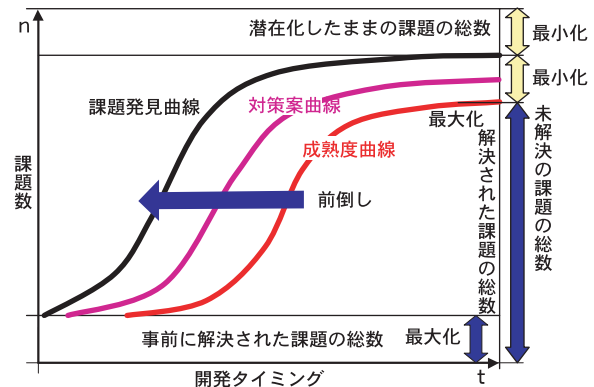 n
潜在化したままの課題の総数
最小化
課題発見曲線
対策案曲線
最小化
最大化
成熟度曲線
課題数
前倒し
解決された課題の総数
未解決の課題の総数
事前に解決された課題の総数
最大化
開発タイミング
t